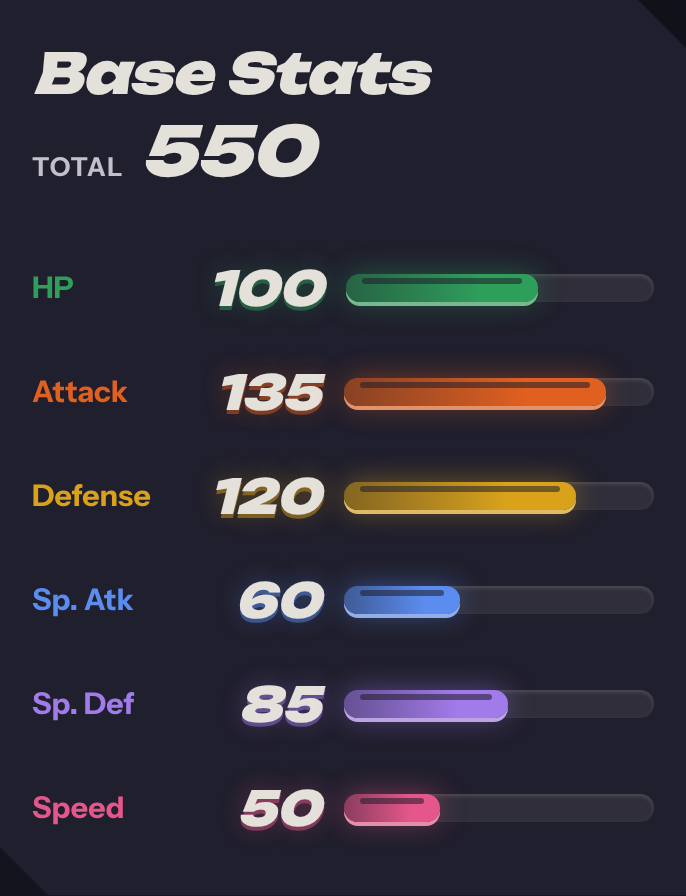 Base Stats
TOTAL 550
HP 100
Attack 135
Defense 120
Sp. Atk 60
Sp. Def 85
Speed 50